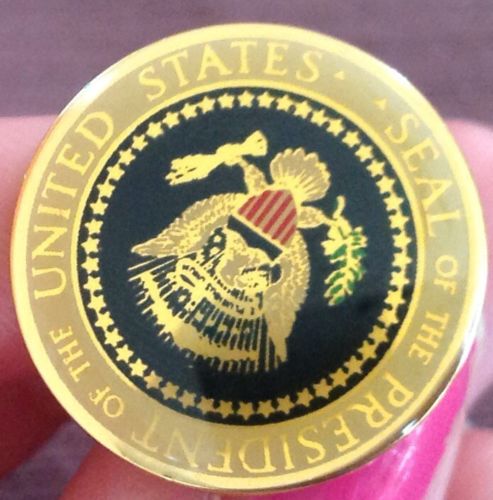 SEAL OF THE PRESIDENT OF THE UNITED STATES